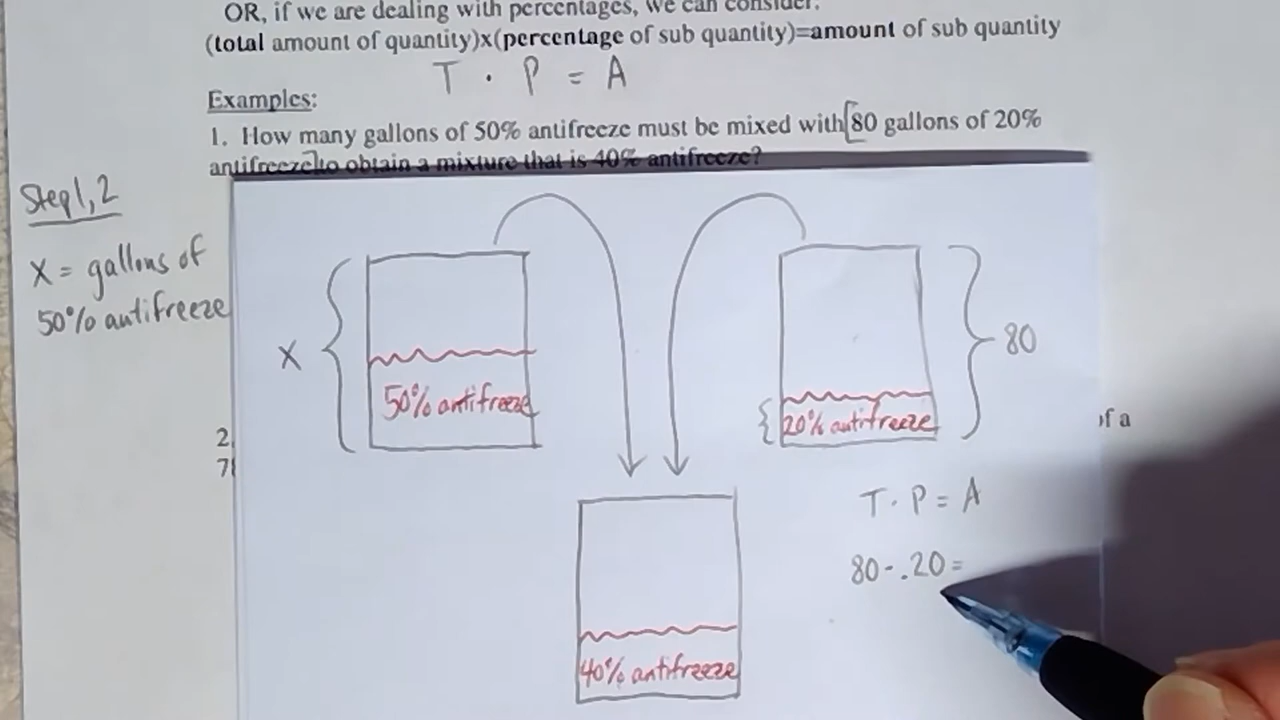 OR, if we are dealing with percentages, we can consider:
(total amount of quantity)x(percentage of sub quantity)=amount of sub quantity
T · P = A
Examples:
1. How many gallons of 50% antifreeze must be mixed with [80 gallons of 20%
antifreeze] to obtain a mixture that is 40% antifreeze?
Step 1, 2
X = gallons of
50% antifreeze
X
50% antifreeze
20% antifreeze
80
2.
of a
T · P = A
80 - .20 =
40% antifreeze